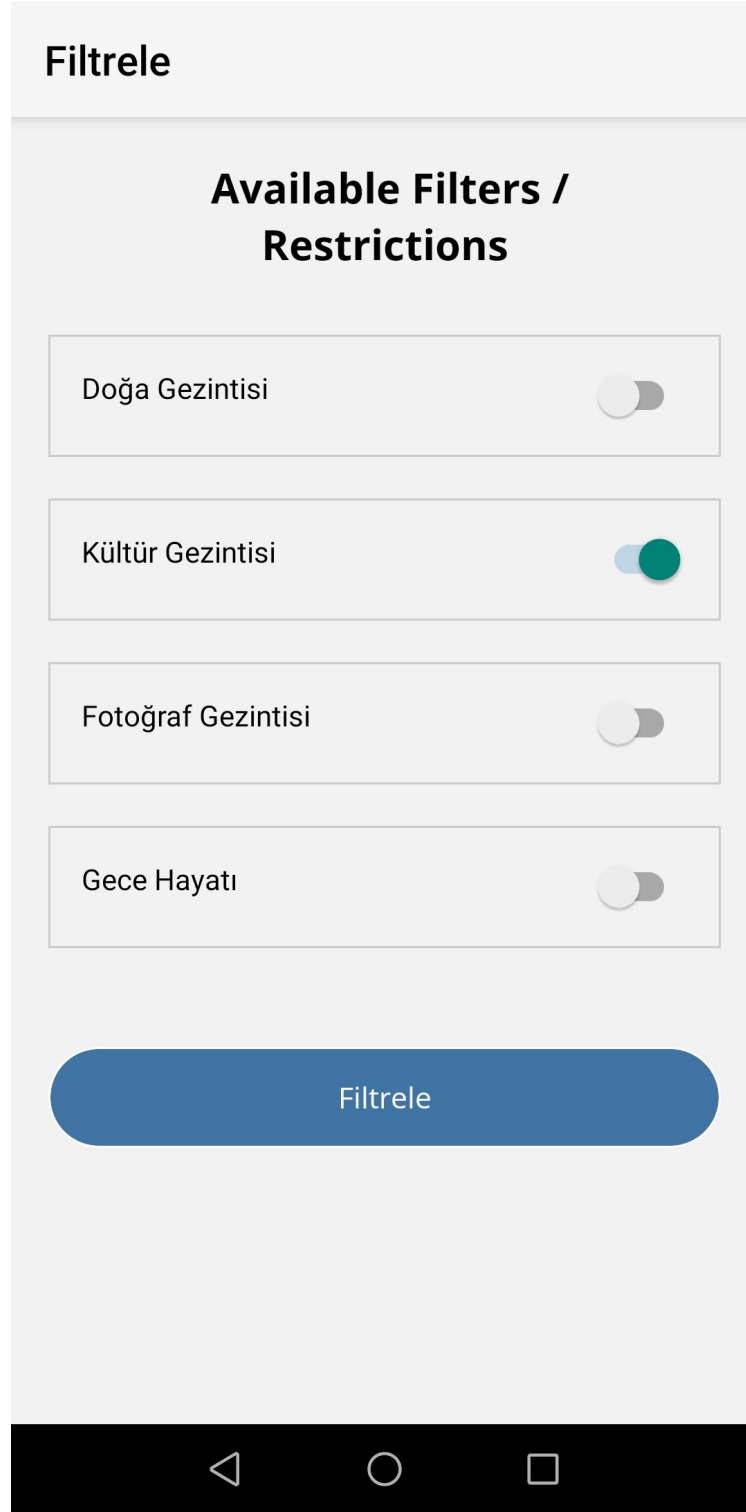 Filtrele
Available Filters /
Restrictions
Doğa Gezintisi
Kültür Gezintisi
Fotoğraf Gezintisi
Gece Hayatı
Filtrele